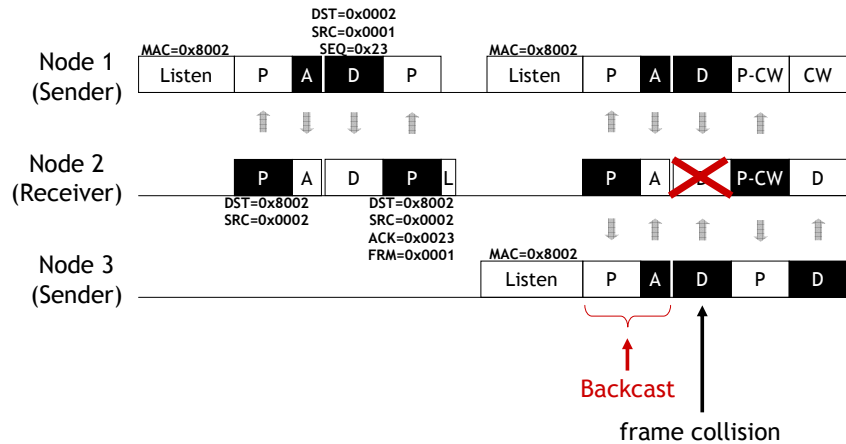 DST=0x0002
SRC=0x0001
SEQ=0x23
MAC=0x8002
MAC=0x8002
Node 1
(Sender)
Listen P A D P
Listen P A D P-CW CW
Node 2
(Receiver)
P A D P L
P A D P-CW D
DST=0x8002
SRC=0x0002
DST=0x8002
SRC=0x0002
ACK=0x0023
FRM=0x0001
MAC=0x8002
Node 3
(Sender)
Listen P A D P D
Backcast
frame collision